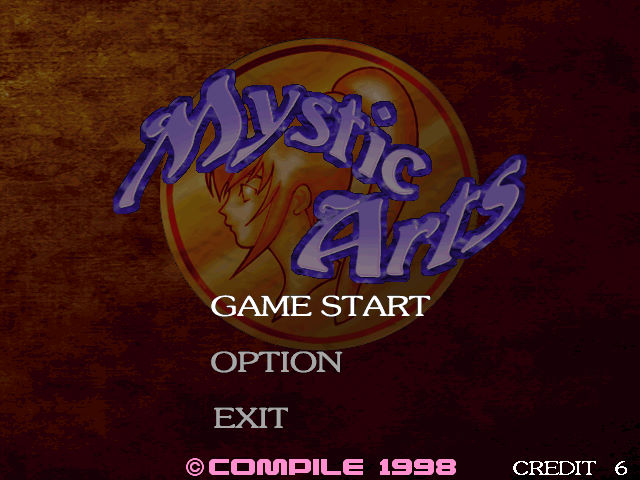 Mystic
Arts
GAME START
OPTION
EXIT
©COMPILE 1998
CREDIT 6